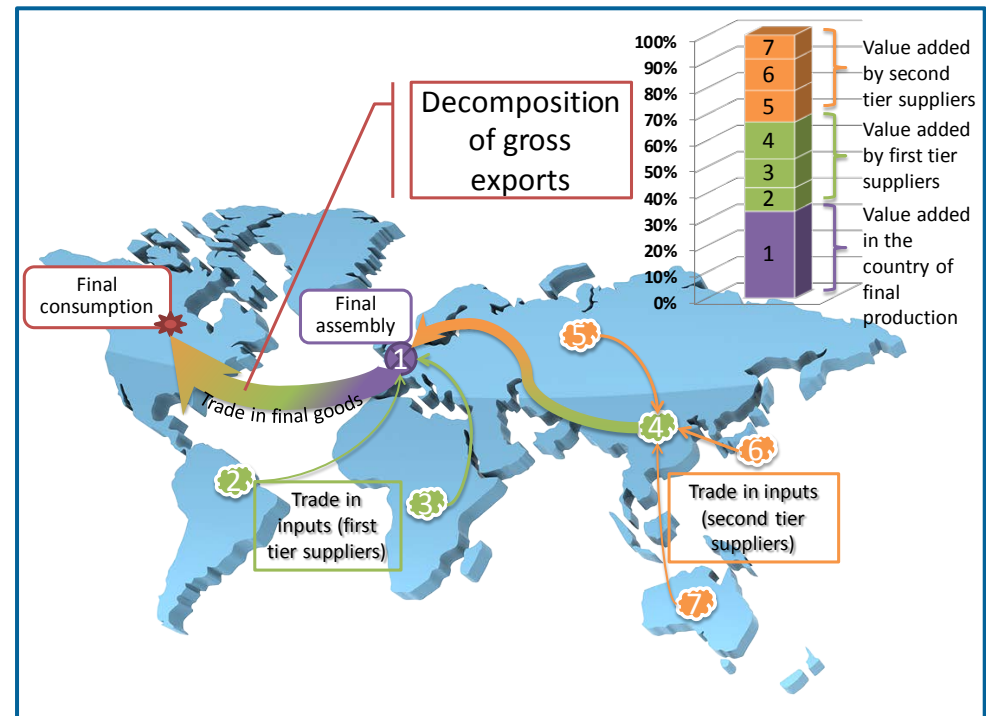 Decomposition
of gross
exports
100%
90%
80%
70%
60%
50%
40%
30%
20%
10%
0%
7
6
5
4
3
2
1
Value added
by second
tier suppliers
Value added
by first tier
suppliers
Value added
in the
country of
final
production
Final
consumption
Final
assembly
1
5
Trade in final goods
4
6
2
3
Trade in
inputs (first
tier suppliers)
Trade in inputs
(second tier
suppliers)
7